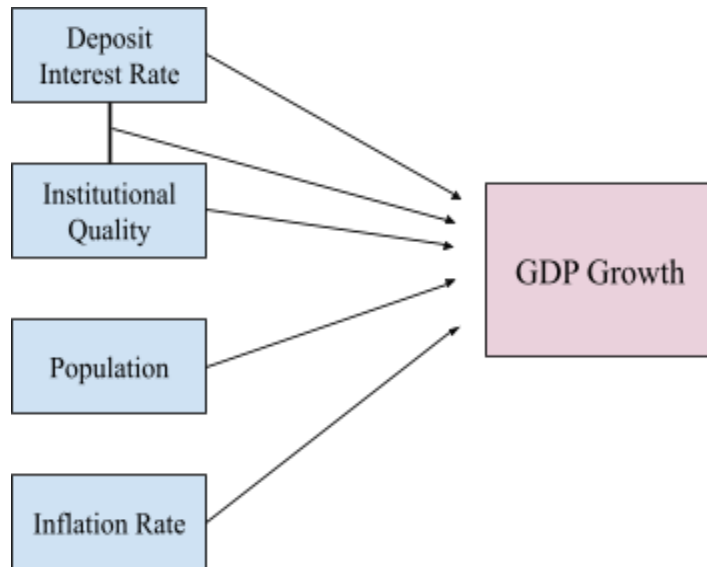 Deposit
Interest Rate
Institutional
Quality
GDP Growth
Population
Inflation Rate